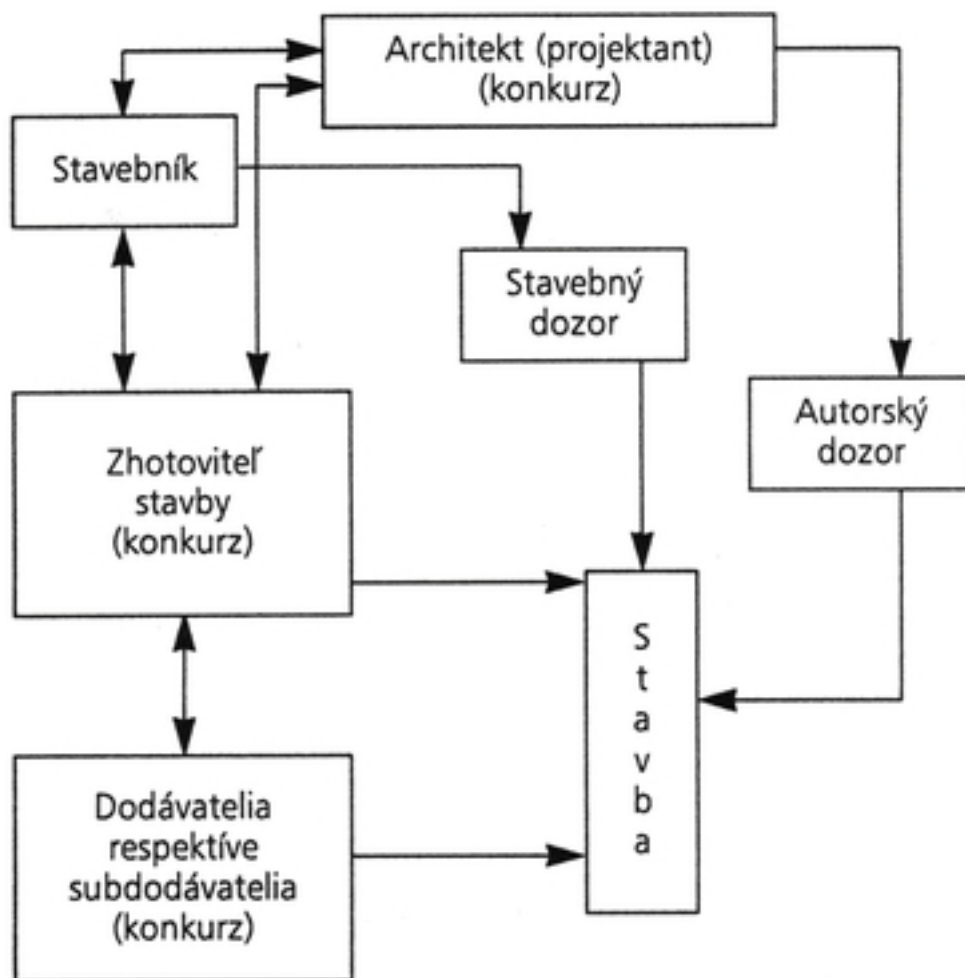 Architekt (projektant)
(konkurz)
Stavebník
Stavebný
dozor
Autorský
dozor
Zhotoviteľ
stavby
(konkurz)
S
t
a
v
b
a
Dodávatelia
respektíve
subdodávatelia
(konkurz)